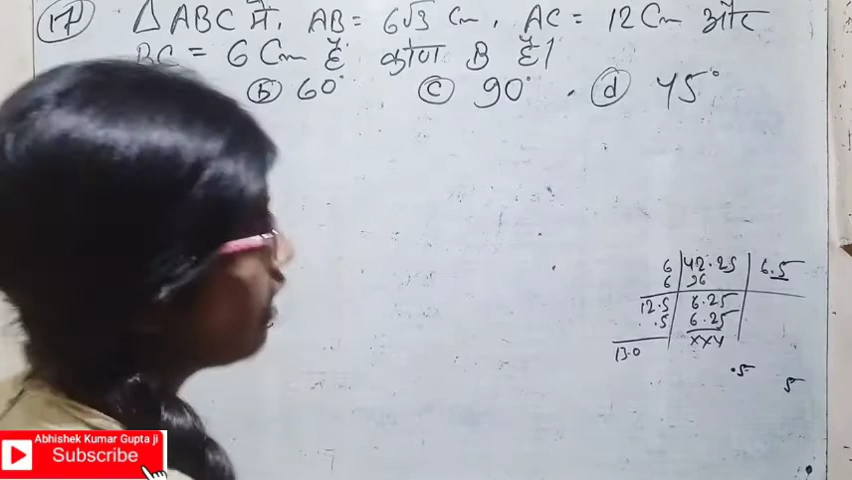 17 △ ABC में, AB = 6√3 Cm, AC = 12 Cm और
BC = 6 Cm है कोण B है।
(b) 60° (c) 90° . (d) 45°
6 | 42.25 | 6.5
6 | 36
12.5 | 6.25
.5 | 6.25
13.0 | xxx
.5
5
Abhishek Kumar Gupta ji
Subscribe